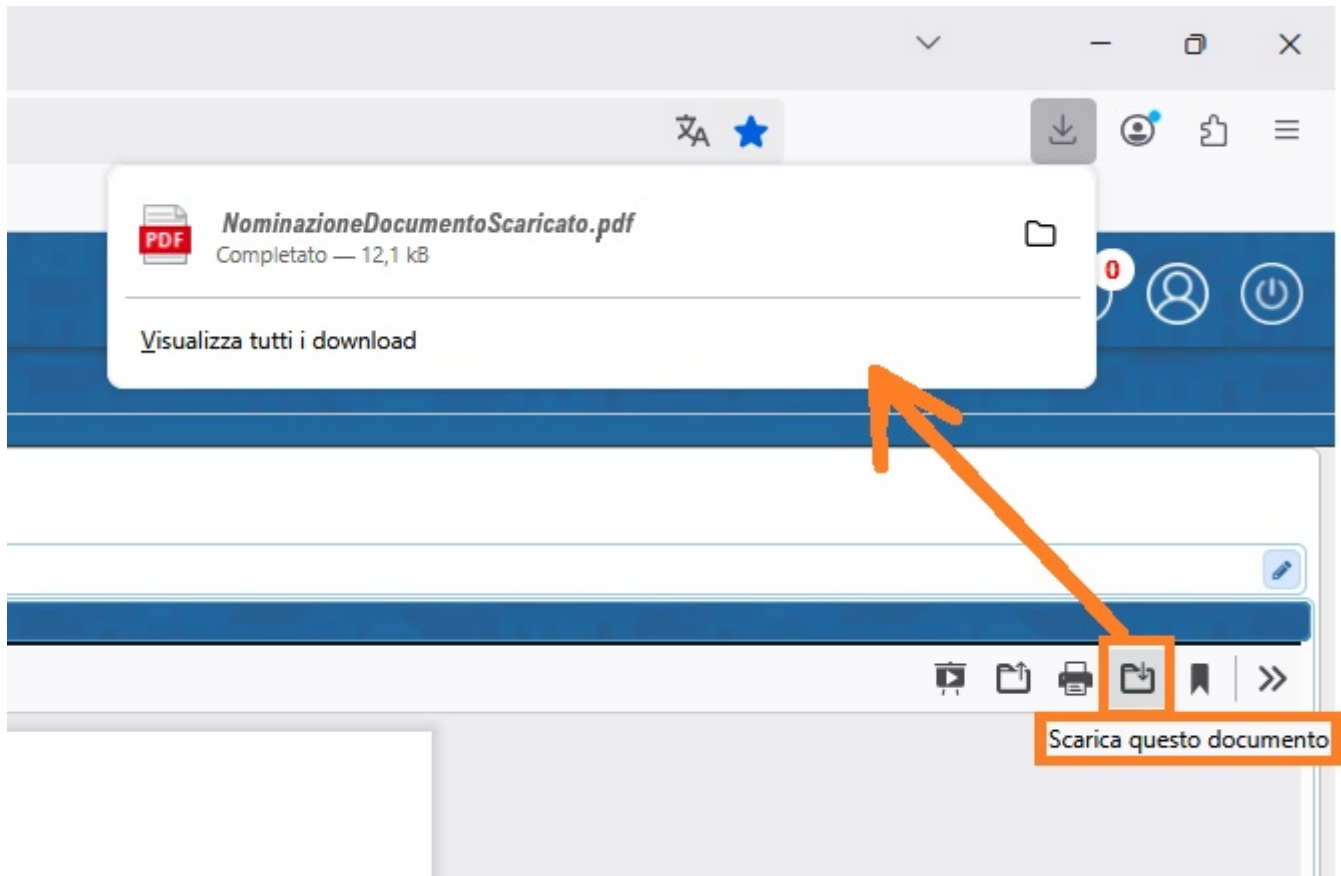 PDF
NominazioneDocumentoScaricato.pdf
Completato — 12,1 kB
0
Visualizza tutti i download
Scarica questo documento